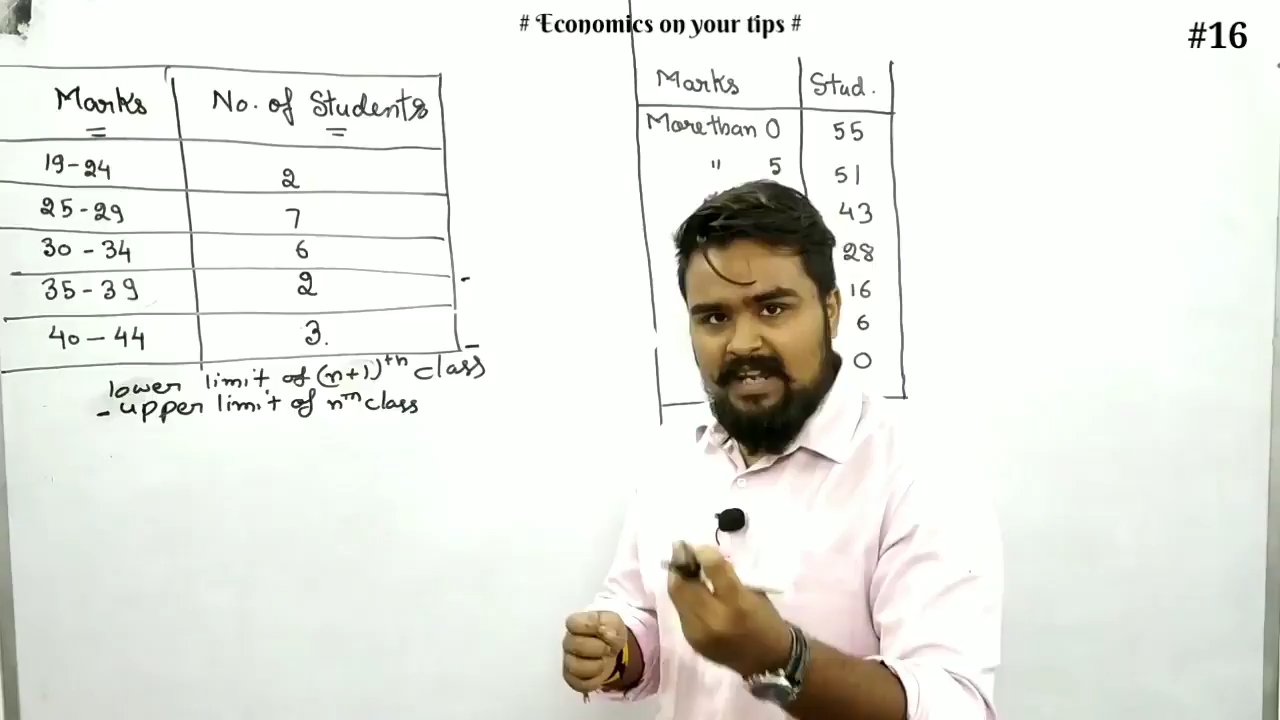 # Economics on your tips #
#16
Marks No. of Students
19-24 2
25-29 7
30-34 6
35-39 2
40-44 3.
lower limit of (n+1)th class
- upper limit of nth class
Marks Stud.
More than 0 55
" 5 51
43
28
16
6
0